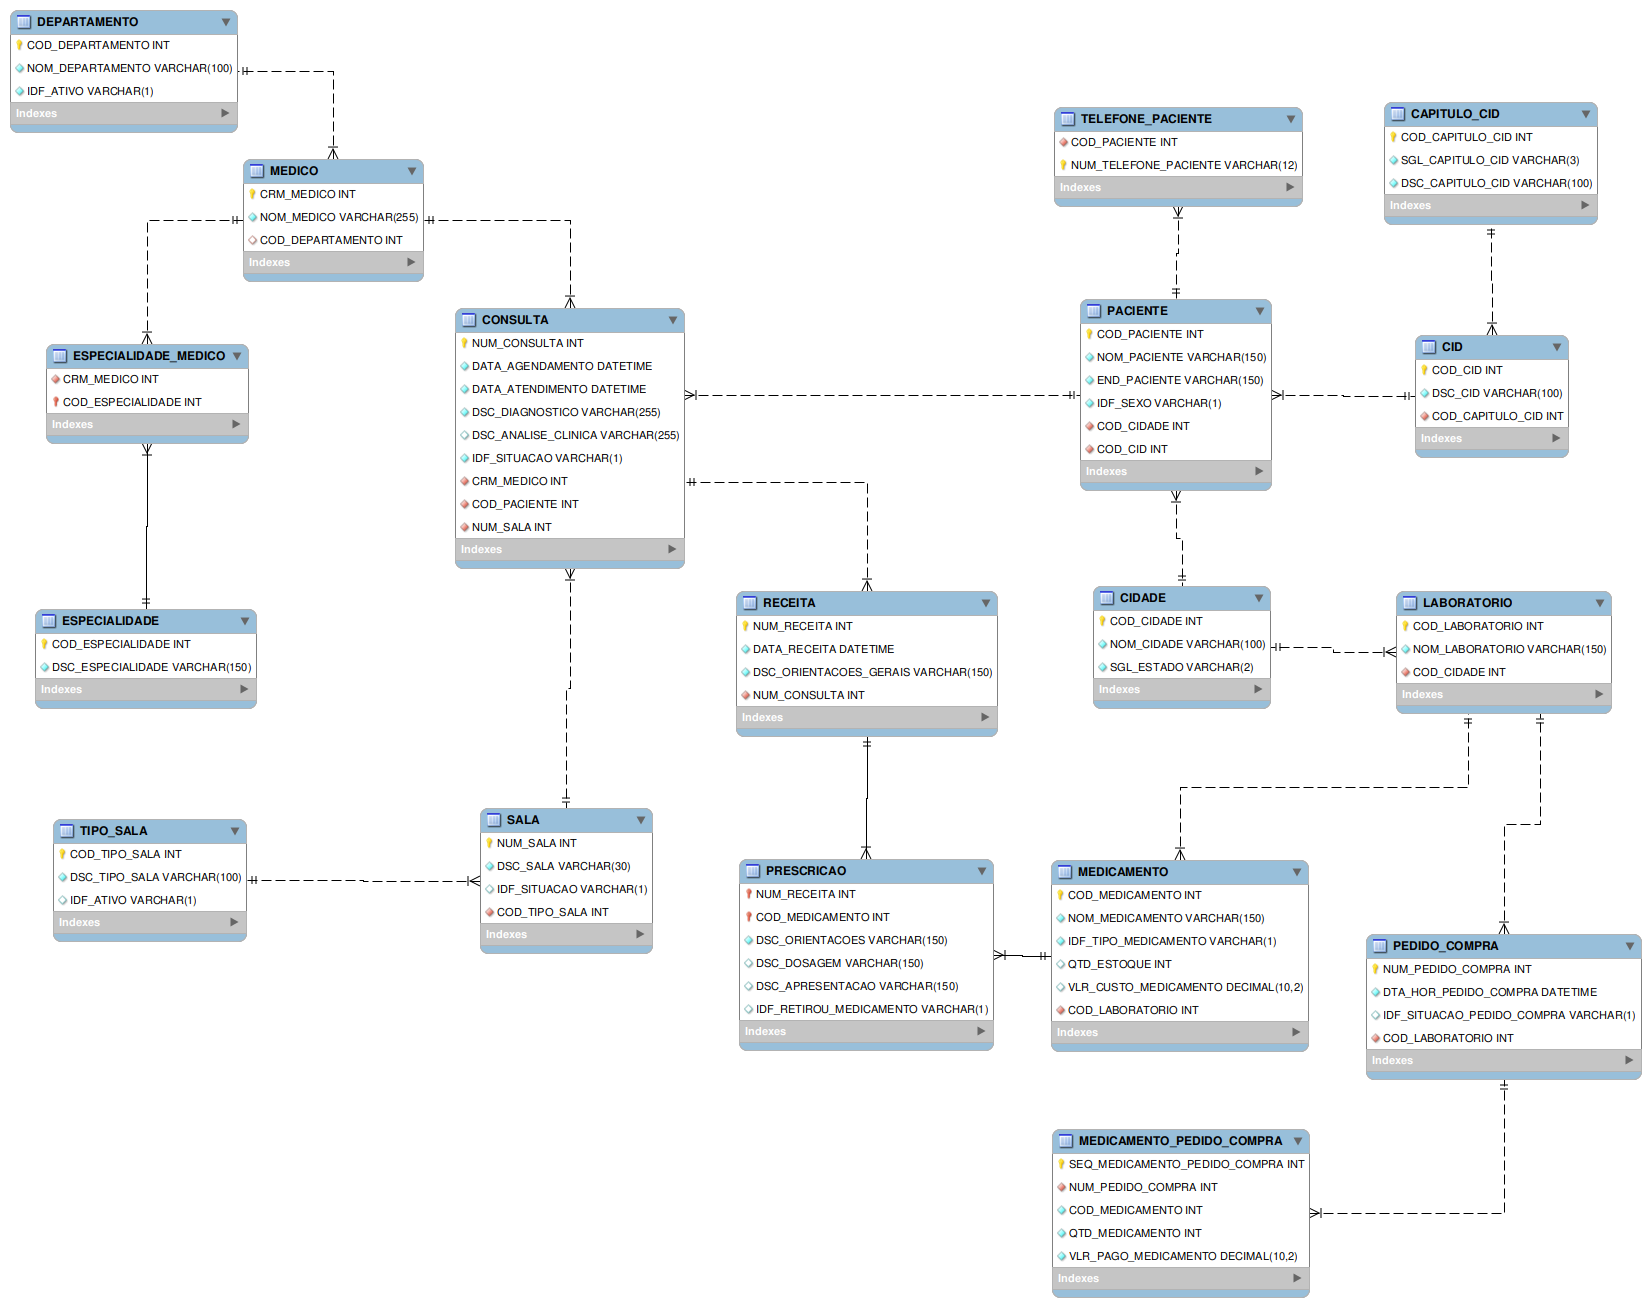 DEPARTAMENTO
COD_DEPARTAMENTO INT
NOM_DEPARTAMENTO VARCHAR(100)
IDF_ATIVO VARCHAR(1)
Indexes
MEDICO
CRM_MEDICO INT
NOM_MEDICO VARCHAR(255)
COD_DEPARTAMENTO INT
Indexes
TELEFONE_PACIENTE
COD_PACIENTE INT
NUM_TELEFONE_PACIENTE VARCHAR(12)
Indexes
CAPITULO_CID
COD_CAPITULO_CID INT
SGL_CAPITULO_CID VARCHAR(3)
DSC_CAPITULO_CID VARCHAR(100)
Indexes
ESPECIALIDADE_MEDICO
CRM_MEDICO INT
COD_ESPECIALIDADE INT
Indexes
CONSULTA
NUM_CONSULTA INT
DATA_AGENDAMENTO DATETIME
DATA_ATENDIMENTO DATETIME
DSC_DIAGNOSTICO VARCHAR(255)
DSC_ANALISE_CLINICA VARCHAR(255)
IDF_SITUACAO VARCHAR(1)
CRM_MEDICO INT
COD_PACIENTE INT
NUM_SALA INT
Indexes
PACIENTE
COD_PACIENTE INT
NOM_PACIENTE VARCHAR(150)
END_PACIENTE VARCHAR(150)
IDF_SEXO VARCHAR(1)
COD_CIDADE INT
COD_CID INT
Indexes
CID
COD_CID INT
DSC_CID VARCHAR(100)
COD_CAPITULO_CID INT
Indexes
ESPECIALIDADE
COD_ESPECIALIDADE INT
DSC_ESPECIALIDADE VARCHAR(150)
Indexes
RECEITA
NUM_RECEITA INT
DATA_RECEITA DATETIME
DSC_ORIENTACOES_GERAIS VARCHAR(150)
NUM_CONSULTA INT
Indexes
CIDADE
COD_CIDADE INT
NOM_CIDADE VARCHAR(100)
SGL_ESTADO VARCHAR(2)
Indexes
LABORATORIO
COD_LABORATORIO INT
NOM_LABORATORIO VARCHAR(150)
COD_CIDADE INT
Indexes
TIPO_SALA
COD_TIPO_SALA INT
DSC_TIPO_SALA VARCHAR(100)
IDF_ATIVO VARCHAR(1)
Indexes
SALA
NUM_SALA INT
DSC_SALA VARCHAR(30)
IDF_SITUACAO VARCHAR(1)
COD_TIPO_SALA INT
Indexes
PRESCRICAO
NUM_RECEITA INT
COD_MEDICAMENTO INT
DSC_ORIENTACOES VARCHAR(150)
DSC_DOSAGEM VARCHAR(150)
DSC_APRESENTACAO VARCHAR(150)
IDF_RETIROU_MEDICAMENTO VARCHAR(1)
Indexes
MEDICAMENTO
COD_MEDICAMENTO INT
NOM_MEDICAMENTO VARCHAR(150)
IDF_TIPO_MEDICAMENTO VARCHAR(1)
QTD_ESTOQUE INT
VLR_CUSTO_MEDICAMENTO DECIMAL(10,2)
COD_LABORATORIO INT
Indexes
PEDIDO_COMPRA
NUM_PEDIDO_COMPRA INT
DTA_HOR_PEDIDO_COMPRA DATETIME
IDF_SITUACAO_PEDIDO_COMPRA VARCHAR(1)
COD_LABORATORIO INT
Indexes
MEDICAMENTO_PEDIDO_COMPRA
SEQ_MEDICAMENTO_PEDIDO_COMPRA INT
NUM_PEDIDO_COMPRA INT
COD_MEDICAMENTO INT
QTD_MEDICAMENTO INT
VLR_PAGO_MEDICAMENTO DECIMAL(10,2)
Indexes